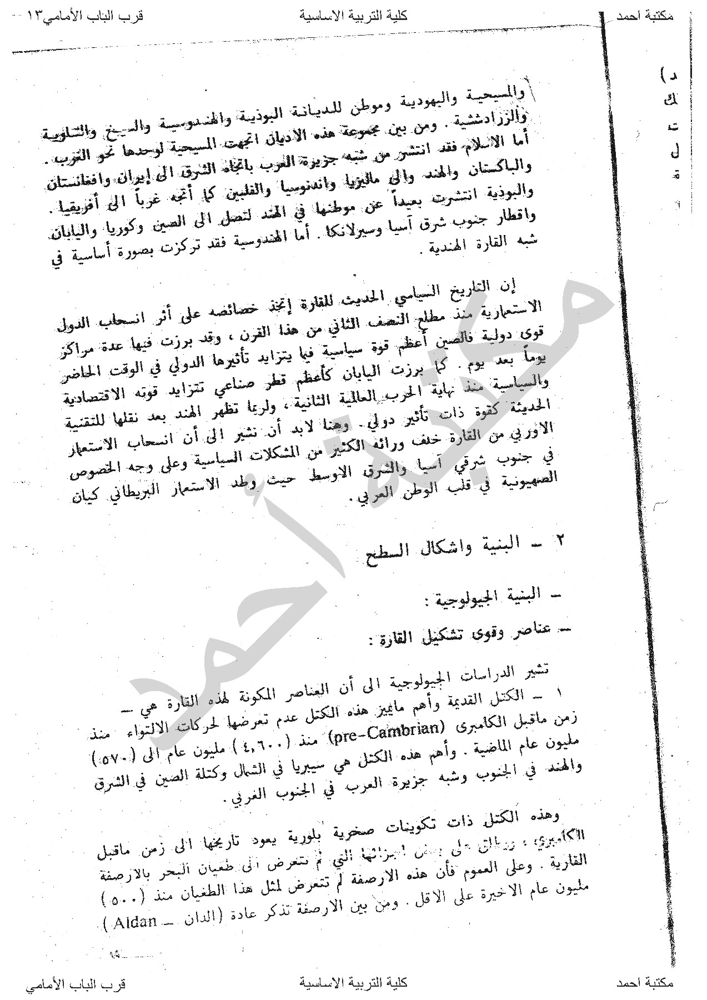 مكتبة احمد كلية التربية الاساسية قرب الباب الأمامي١٣
والمسيحية واليهودية وموطن للديانة البوذية والهندوسية والسيخ والتاوية
والزرادشتية . ومن بين مجموعة هذه الاديان اتجهت المسيحية لوحدها نحو الغرب .
أما الاسلام فقد انتشر من شبه جزيرة العرب باتجاه الشرق الى إيران وافغانستان
والباكستان والهند والى ماليزيا واندنوسيا والفلبين كما أتجه غرباً الى أفريقيا .
والبوذية انتشرت بعيداً عن موطنها في الهند لتصل الى الصين وكوريا واليابان
واقطار جنوب شرق آسيا وسيرلانكا . أما الهندوسية فقد تركزت بصورة أساسية في
شبه القارة الهندية .
إن التاريخ السياسي الحديث للقارة إتخذ خصائصه على أثر انسحاب الدول
الاستعمارية منذ مطلع النصف الثاني من هذا القرن ، وقد برزت فيها عدة مراكز
قوى دولية فالصين أعظم قوة سياسية فيما يتزايد تأثيرها الدولي في الوقت الحاضر
يوماً بعد يوم . كما برزت اليابان كأعظم قطر صناعي تتزايد قوته الاقتصادية
والسياسية منذ نهاية الحرب العالمية الثانية ، ولربما تظهر الهند بعد نقلها للتقنية
الحديثة كقوة ذات تأثير دولي . وهنا لابد أن نشير الى أن انسحاب الاستعمار
الاوربي من القارة خلف ورائه الكثير من المشكلات السياسية وعلى وجه الخصوص
في جنوب شرقي آسيا والشرق الاوسط حيث وطد الاستعمار البريطاني كيان
الصهيونية في قلب الوطن العربي .
٢ ــ البنية واشكال السطح
ــ البنية الجيولوجية :
ــ عناصر وقوى تشكيل القارة :
تشير الدراسات الجيولوجية الى أن العناصر المكونة لهذه القارة هي ــ
١ ــ الكتل القديمة وأهم مايميز هذه الكتل عدم تعرضها لحركات الالتواء منذ
زمن ماقبل الكامبرى (pre-Cambrian) منذ (٤,٦٠٠) مليون عام الى (٥٧٠)
مليون عام الماضية . وأهم هذه الكتل هي سيبريا في الشمال وكتلة الصين في الشرق
والهند في الجنوب وشبه جزيرة العرب في الجنوب الغربي .
وهذه الكتل ذات تكوينات صخرية بلورية يعود تاريخها الى زمن ماقبل
الكامبري ، ويطلق على بعض اجزائها التي لم تتعرض الى طغيان البحر بالارصفة
القارية . وعلى العموم فأن هذه الارصفة لم تتعرض لمثل هذا الطغيان منذ (٥٠٠)
مليون عام الاخيرة على الاقل . ومن بين الارصفة تذكر عادة (الدان ــ Aldan)
مكتبة أحمد
مكتبة احمد كلية التربية الاساسية قرب الباب الأمامي